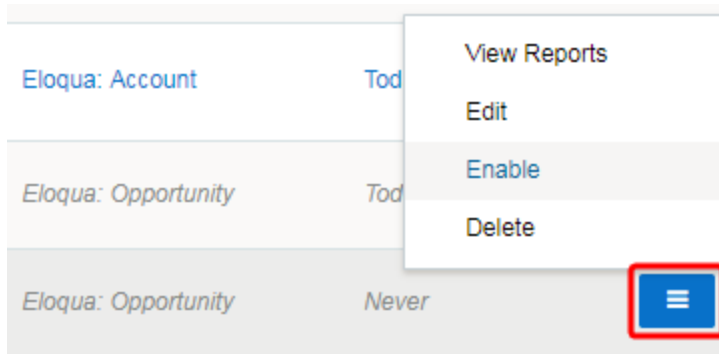 View Reports
Eloqua: Account Tod
Edit
Enable
Eloqua: Opportunity Tod
Delete
Eloqua: Opportunity Never